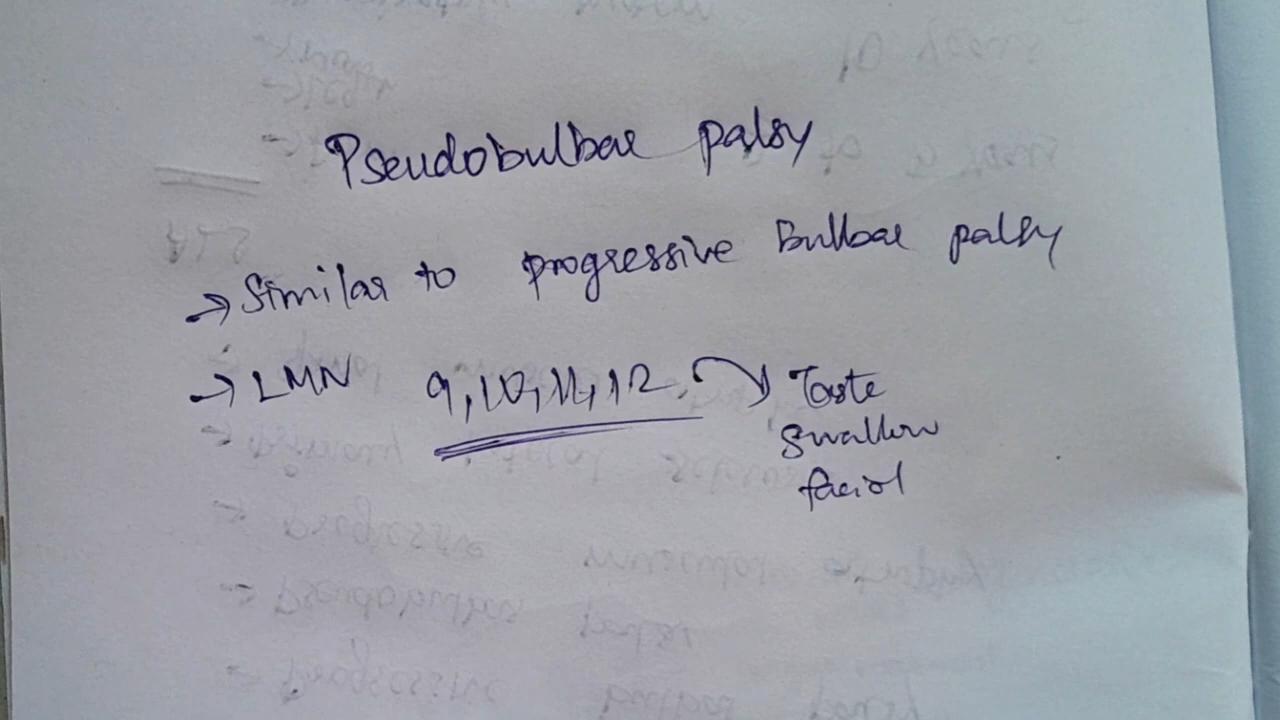 Pseudobulbar palsy
→ Similar to progressive Bulbar palsy
→ LMN 9,10,11,12. → Taste
Swallow
facial